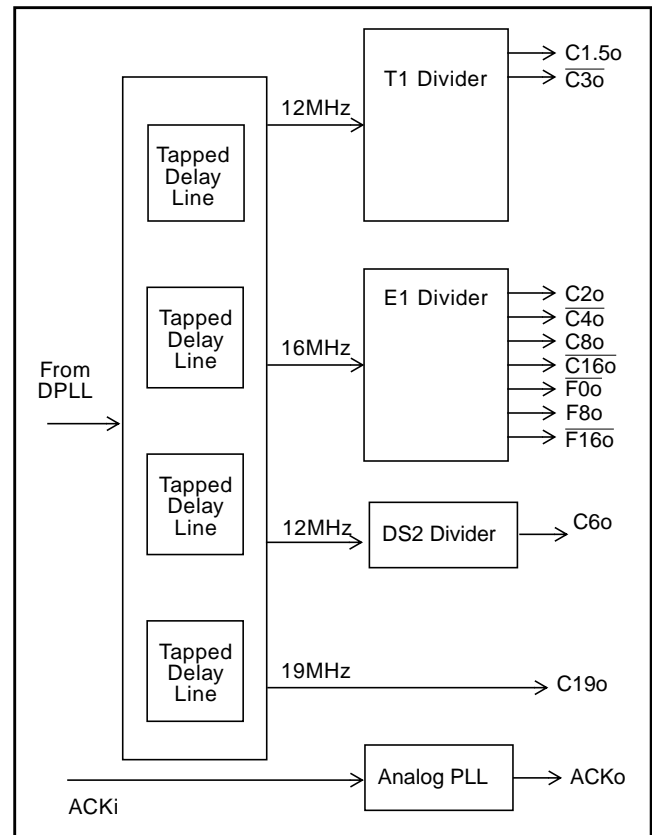 T1 Divider
C1.5o
C3o
12MHz
Tapped
Delay
Line
E1 Divider
C2o
C4o
C8o
C16o
F0o
F8o
F16o
Tapped
Delay
Line
16MHz
From
DPLL
Tapped
Delay
Line
12MHz
DS2 Divider
C6o
Tapped
Delay
Line
19MHz
C19o
ACKi
Analog PLL
ACKo